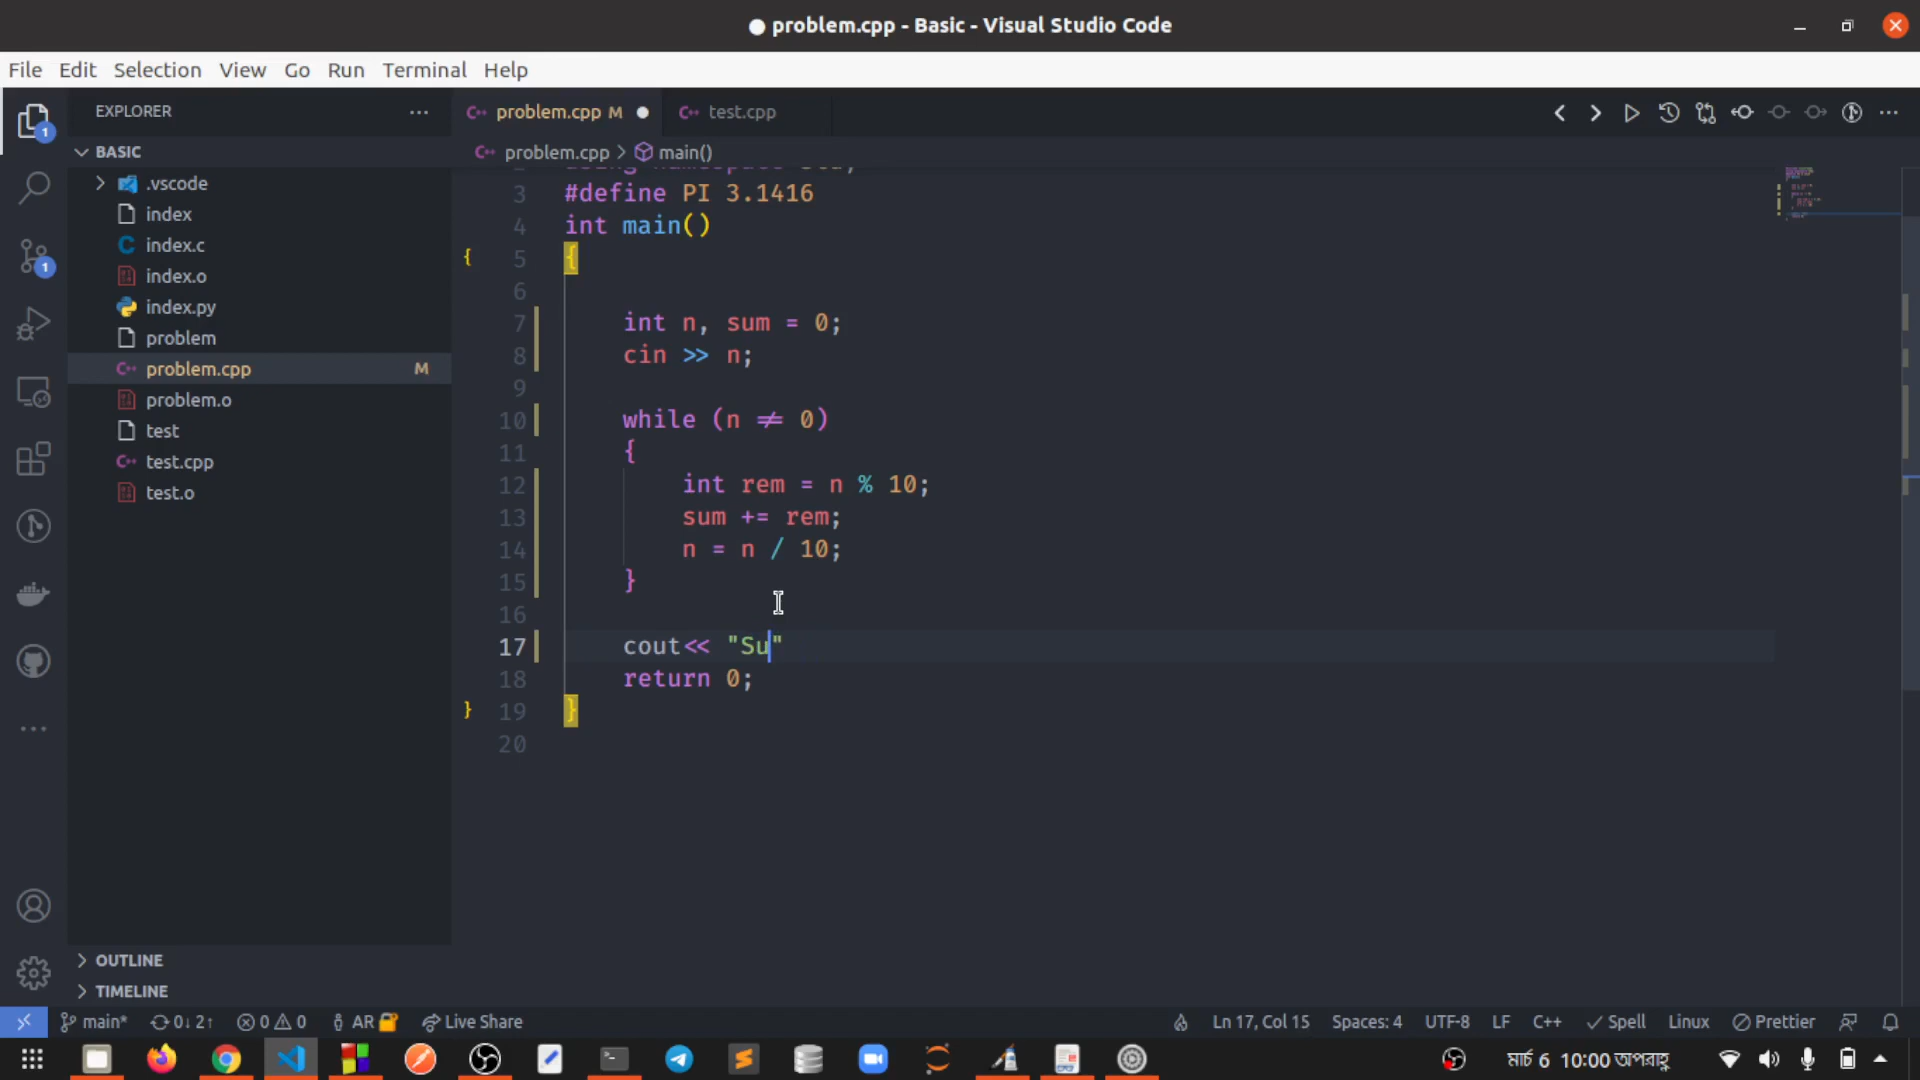 problem.cpp - Basic - Visual Studio Code
File Edit Selection View Go Run Terminal Help
EXPLORER
problem.cpp M
test.cpp
BASIC
problem.cpp > main()
.vscode
index
index.c
index.o
index.py
problem
problem.cpp M
problem.o
test
test.cpp
test.o
OUTLINE
TIMELINE
3 #define PI 3.1416
4 int main()
{ 5 {
6
7 int n, sum = 0;
8 cin >> n;
9
10 while (n ≠ 0)
11 {
12 int rem = n % 10;
13 sum += rem;
14 n = n / 10;
15 }
16
17 cout<< "Su"
18 return 0;
} 19 }
20
1
1
main* 0↓ 2↑ 0 0 AR Live Share
Ln 17, Col 15 Spaces: 4 UTF-8 LF C++ Spell Linux Prettier
মার্চ 6 10:00 অপরাহ্ণ